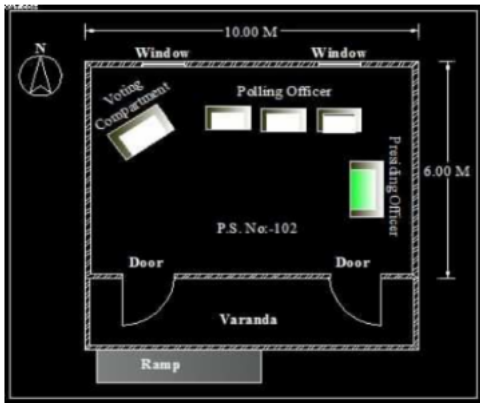 10.00 M
N
Window
Window
Voting
Compartment
Polling Officer
Presiding Officer
6.00 M
P.S. No:-102
Door
Door
Varanda
Ramp